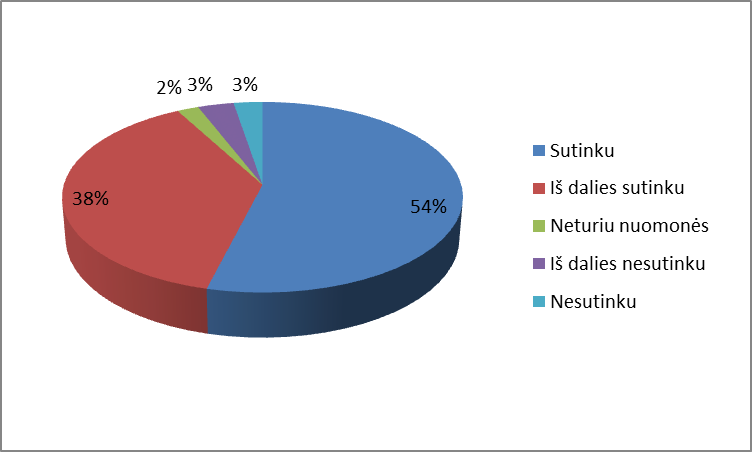 2%
3%
3%
38%
54%
Sutinku
Iš dalies sutinku
Neturiu nuomonės
Iš dalies nesutinku
Nesutinku